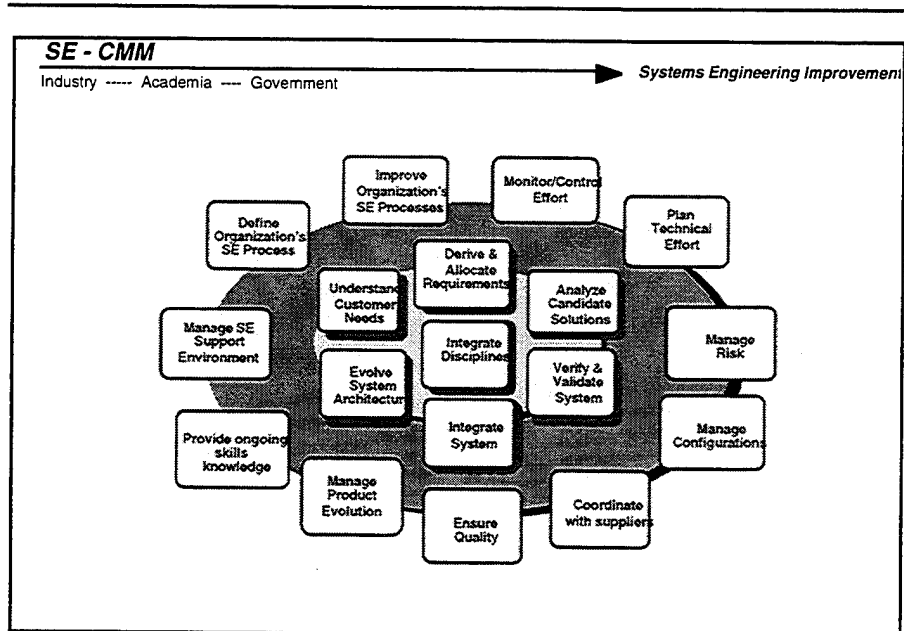 SE - CMM
Industry ----- Academia ---- Government
Systems Engineering Improvement
Improve
Organization's
SE Processes
Monitor/Control
Effort
Plan
Technical
Effort
Define
Organization's
SE Process
Derive &
Allocate
Requirements
Understand
Customer
Needs
Analyze
Candidate
Solutions
Manage SE
Support
Environment
Integrate
Disciplines
Manage
Risk
Evolve
System
Architectur
Verify &
Validate
System
Provide ongoing
skills
knowledge
Integrate
System
Manage
Configurations
Manage
Product
Evolution
Ensure
Quality
Coordinate
with suppliers